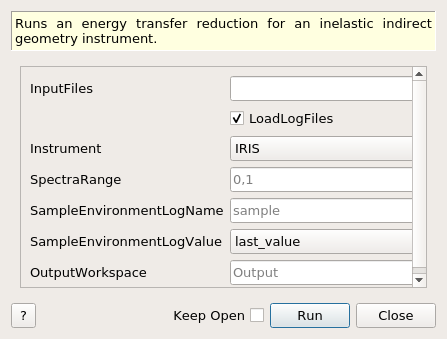 Runs an energy transfer reduction for an inelastic indirect
geometry instrument.
InputFiles
LoadLogFiles
Instrument IRIS
SpectraRange 0,1
SampleEnvironmentLogName sample
SampleEnvironmentLogValue last_value
OutputWorkspace Output
? Keep Open Run Close